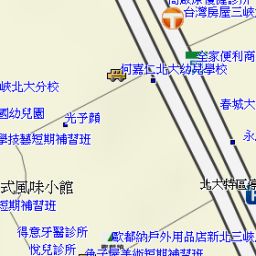 台灣房屋三峽
全家便利商
何嘉仁北大幼兒學校
峽北大分校
春城大
國幼兒園
光予顏
永
學技藝短期補習班
北大特區停
式風味小館
期補習班
得意牙醫診所
歐都納戶外用品店新北三峽
悅兒診所